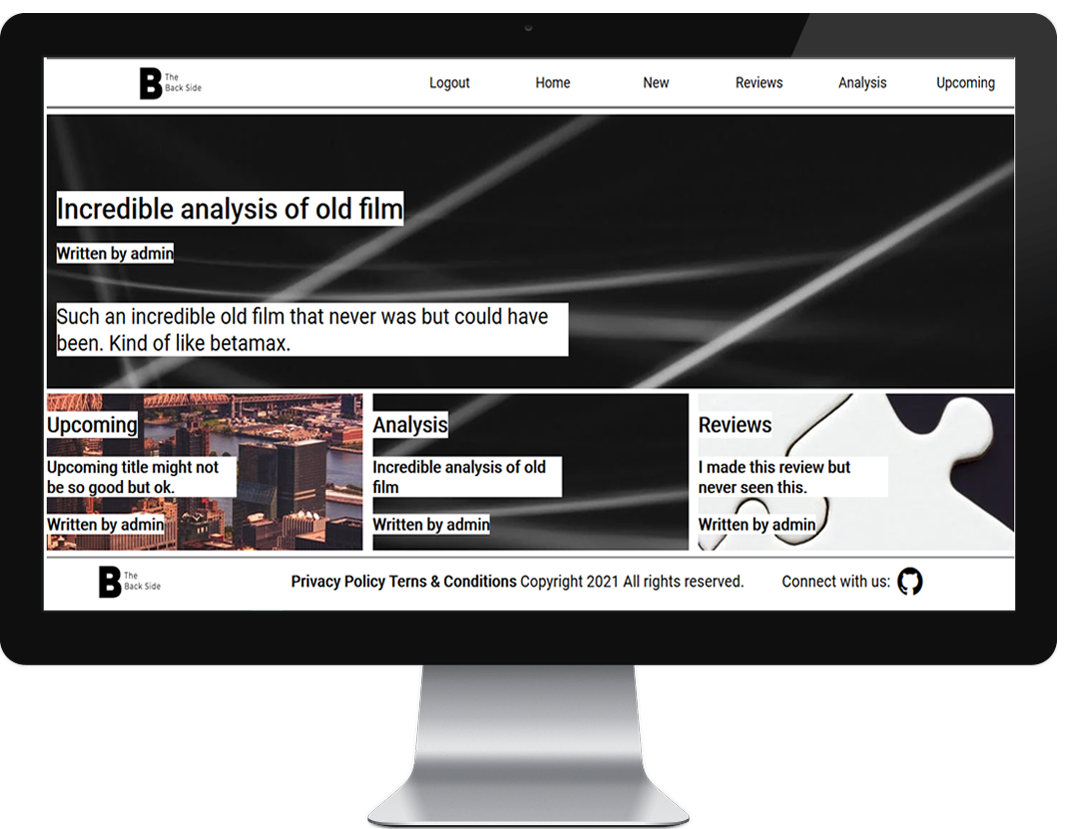 B The
Back Side
Logout Home New Reviews Analysis Upcoming
Incredible analysis of old film
Written by admin
Such an incredible old film that never was but could have
been. Kind of like betamax.
Upcoming
Upcoming title might not
be so good but ok.
Written by admin
Analysis
Incredible analysis of old
film
Written by admin
Reviews
I made this review but
never seen this.
Written by admin
B The
Back Side
Privacy Policy Terns & Conditions Copyright 2021 All rights reserved. Connect with us: